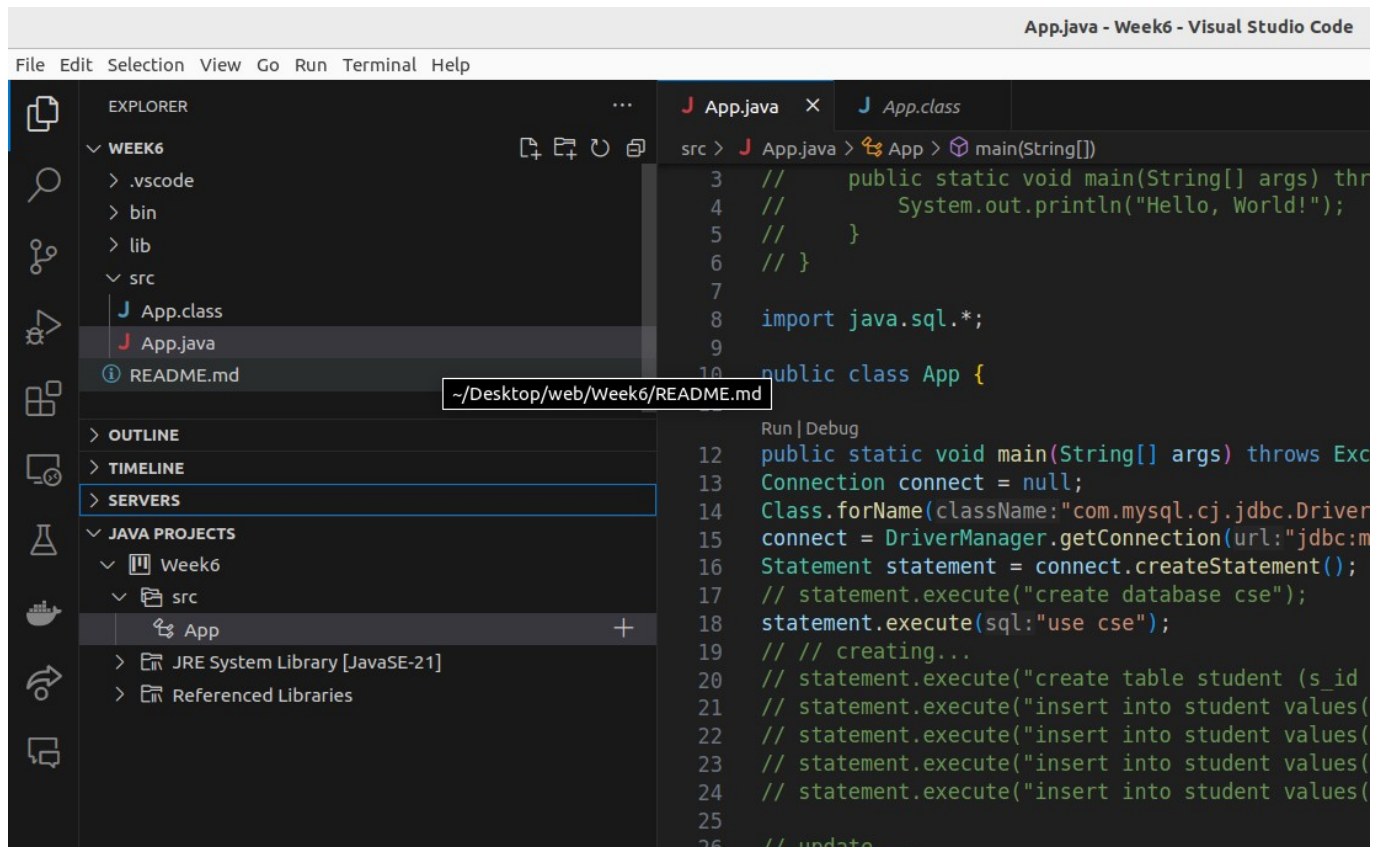 App.java - Week6 - Visual Studio Code
File Edit Selection View Go Run Terminal Help
EXPLORER
WEEK6
.vscode
bin
lib
src
App.class
App.java
README.md
~/Desktop/web/Week6/README.md
OUTLINE
TIMELINE
SERVERS
JAVA PROJECTS
Week6
src
App
JRE System Library [JavaSE-21]
Referenced Libraries
J App.java × J App.class
src > J App.java > App > main(String[])
3 // public static void main(String[] args) thr
4 // System.out.println("Hello, World!");
5 // }
6 // }
7
8 import java.sql.*;
9
10 public class App {
Run | Debug
12 public static void main(String[] args) throws Exc
13 Connection connect = null;
14 Class.forName(className:"com.mysql.cj.jdbc.Driver
15 connect = DriverManager.getConnection(url:"jdbc:m
16 Statement statement = connect.createStatement();
17 // statement.execute("create database cse");
18 statement.execute(sql:"use cse");
19 // // creating...
20 // statement.execute("create table student (s_id
21 // statement.execute("insert into student values(
22 // statement.execute("insert into student values(
23 // statement.execute("insert into student values(
24 // statement.execute("insert into student values(
25
26 // update